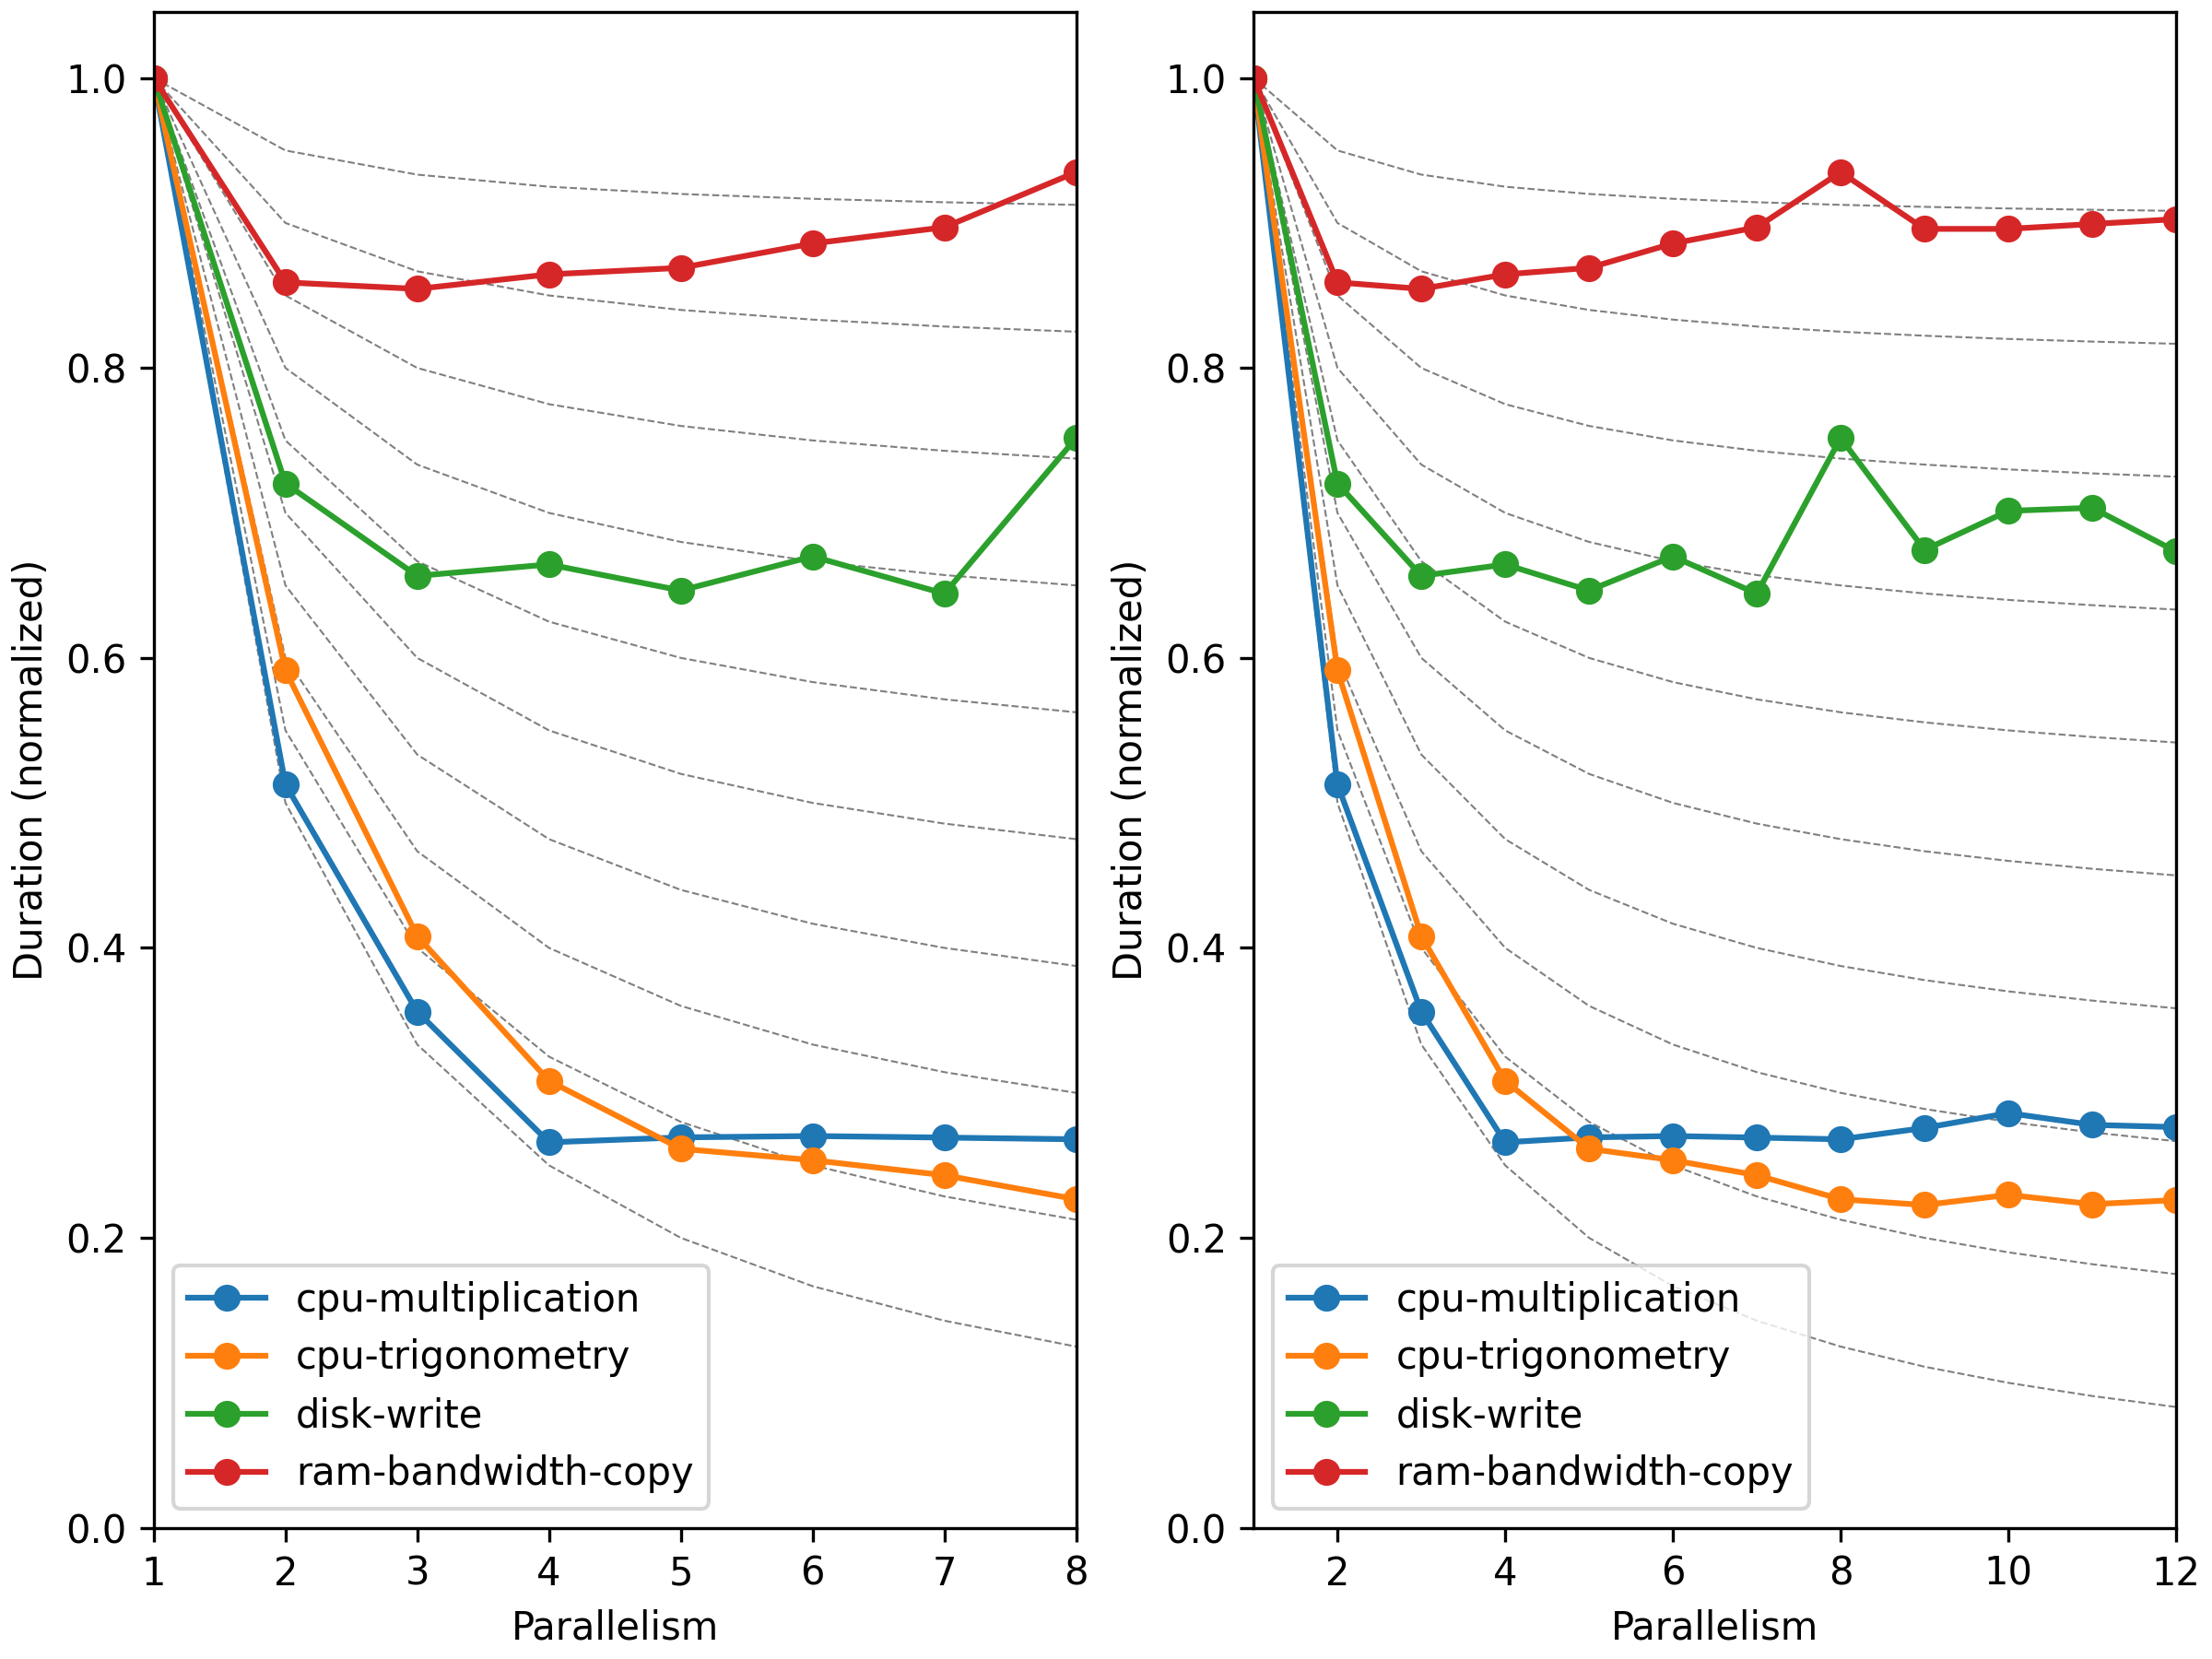 Duration (normalized)
1.0
0.8
0.6
0.4
0.2
0.0
cpu-multiplication
cpu-trigonometry
disk-write
ram-bandwidth-copy
1 2 3 4 5 6 7 8
Parallelism
Duration (normalized)
1.0
0.8
0.6
0.4
0.2
0.0
cpu-multiplication
cpu-trigonometry
disk-write
ram-bandwidth-copy
2 4 6 8 10 12
Parallelism